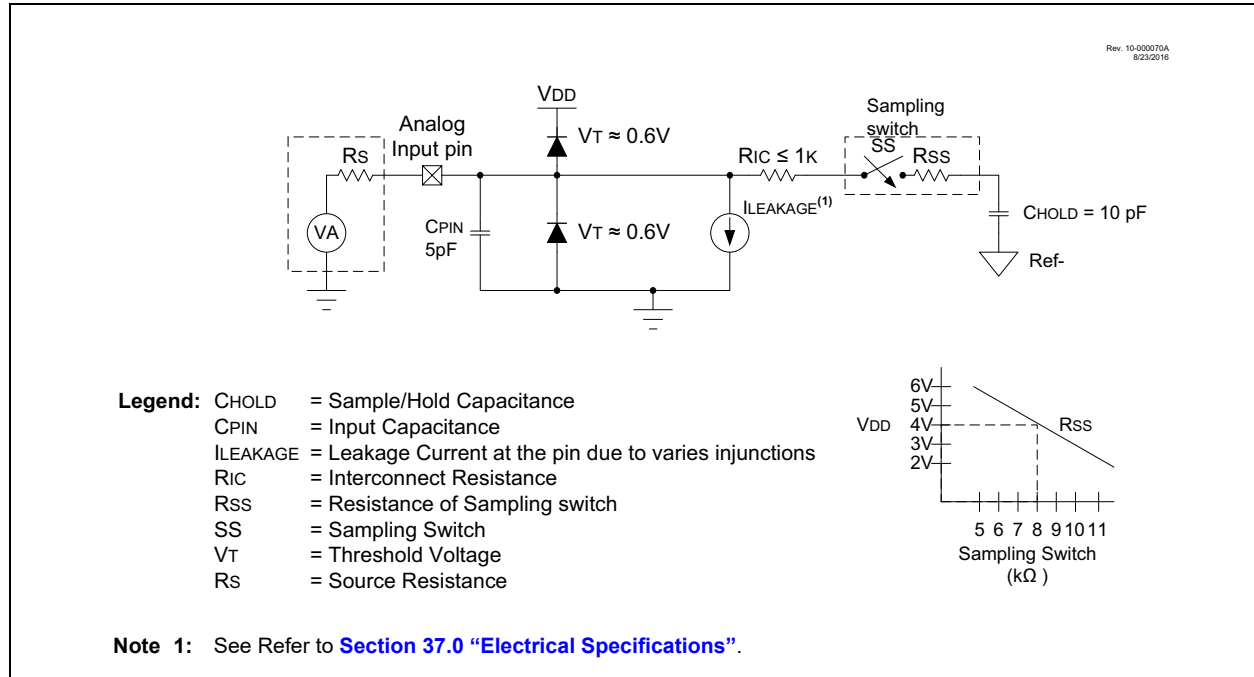 Rev. 10-000070A
8/23/2016
VDD
Sampling
switch
SS
Analog
Input pin
VT ≈ 0.6V
RS
RIC ≤ 1K
RSS
ILEAKAGE(1)
CHOLD = 10 pF
VA
CPIN
5pF
VT ≈ 0.6V
Ref-
Legend: CHOLD = Sample/Hold Capacitance
CPIN = Input Capacitance
ILEAKAGE = Leakage Current at the pin due to varies injunctions
RIC = Interconnect Resistance
RSS = Resistance of Sampling switch
SS = Sampling Switch
VT = Threshold Voltage
RS = Source Resistance
6V
5V
VDD 4V RSS
3V
2V
5 6 7 8 9 10 11
Sampling Switch
(kΩ )
Note 1: See Refer to Section 37.0 “Electrical Specifications”.